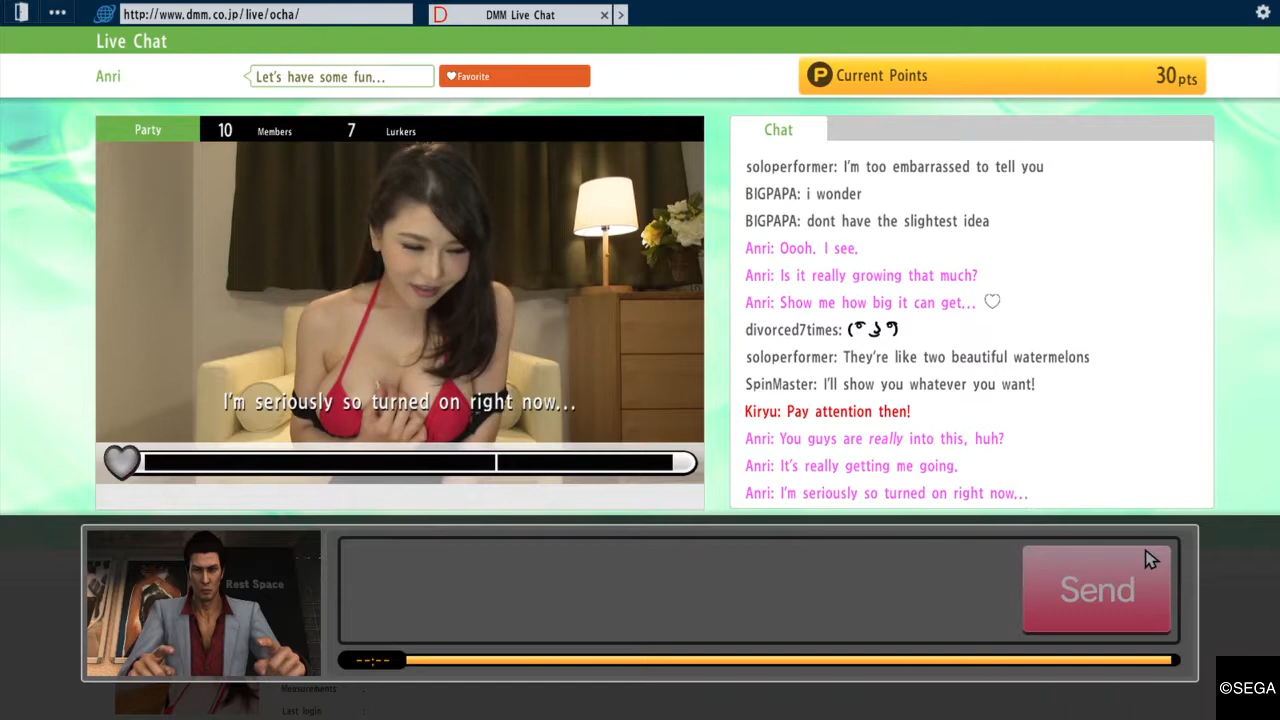 http://www.dmm.co.jp/live/ocha/
DMM Live Chat
Live Chat
Anri
Let's have some fun...
Favorite
P Current Points
30pts
Party
10 Members
7 Lurkers
I'm seriously so turned on right now...
Chat
soloperformer: I'm too embarrassed to tell you
BIGPAPA: i wonder
BIGPAPA: dont have the slightest idea
Anri: Oooh, I see.
Anri: Is it really growing that much?
Anri: Show me how big it can get... ♡
divorced7times: ( ͡° ͜ʖ ͡°)
soloperformer: They're like two beautiful watermelons
SpinMaster: I'll show you whatever you want!
Kiryu: Pay attention then!
Anri: You guys are really into this, huh?
Anri: It's really getting me going.
Anri: I'm seriously so turned on right now...
Rest Space
Send
--:--
Measurements :
Last login :
©SEGA